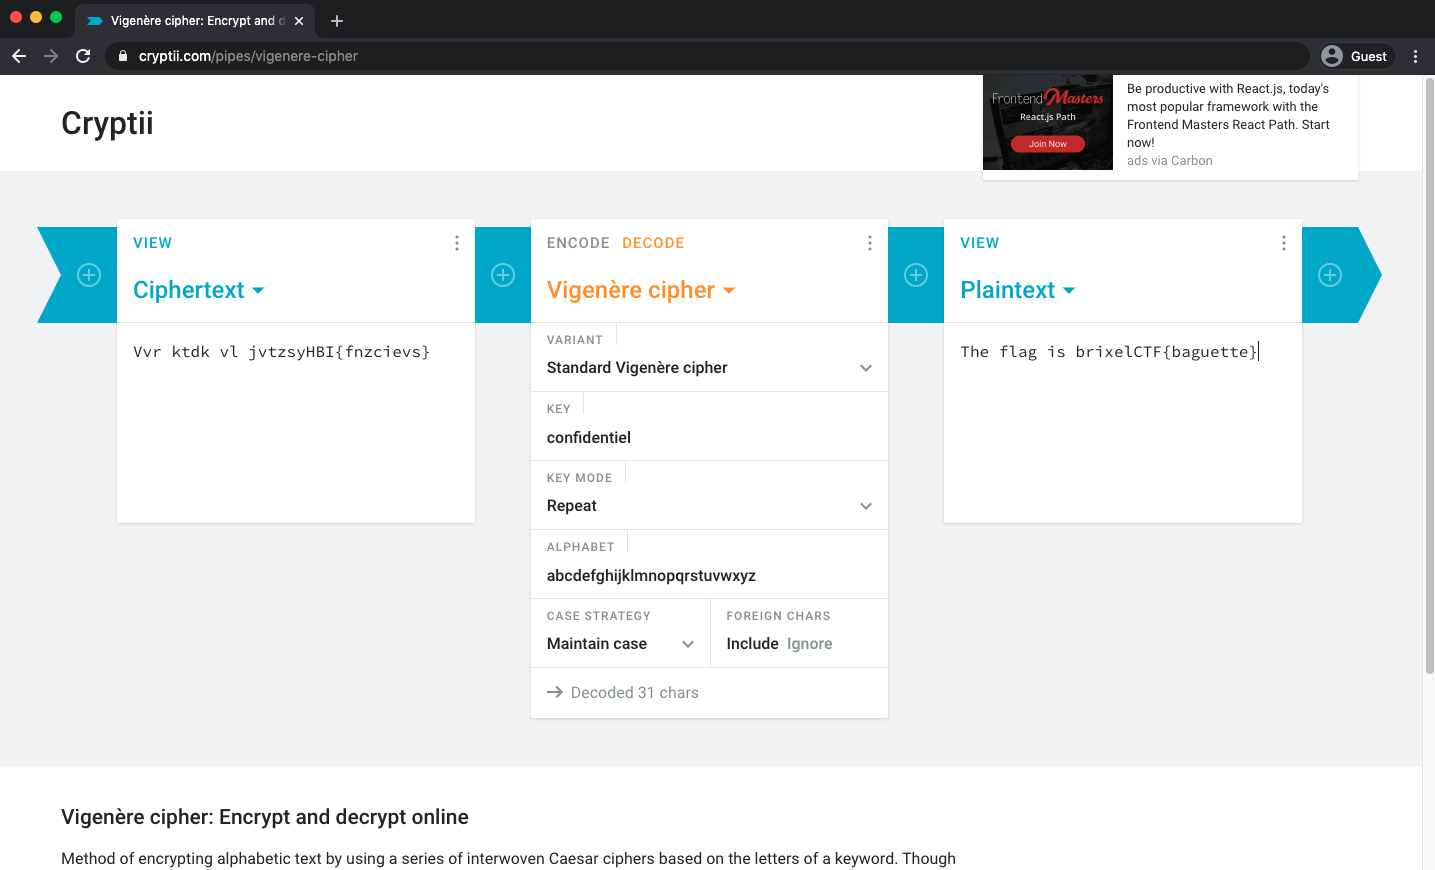 Vigenère cipher: Encrypt and d
cryptii.com/pipes/vigenere-cipher
Guest
Cryptii
Frontend Masters
React.js Path
Join Now
Be productive with React.js, today's
most popular framework with the
Frontend Masters React Path. Start
now!
ads via Carbon
VIEW
Ciphertext
Vvr ktdk vl jvtzsyHBI{fnzcievs}
ENCODE DECODE
Vigenère cipher
VARIANT
Standard Vigenère cipher
KEY
confidentiel
KEY MODE
Repeat
ALPHABET
abcdefghijklmnopqrstuvwxyz
CASE STRATEGY
Maintain case
FOREIGN CHARS
Include Ignore
Decoded 31 chars
VIEW
Plaintext
The flag is brixelCTF{baguette}
Vigenère cipher: Encrypt and decrypt online
Method of encrypting alphabetic text by using a series of interwoven Caesar ciphers based on the letters of a keyword. Though